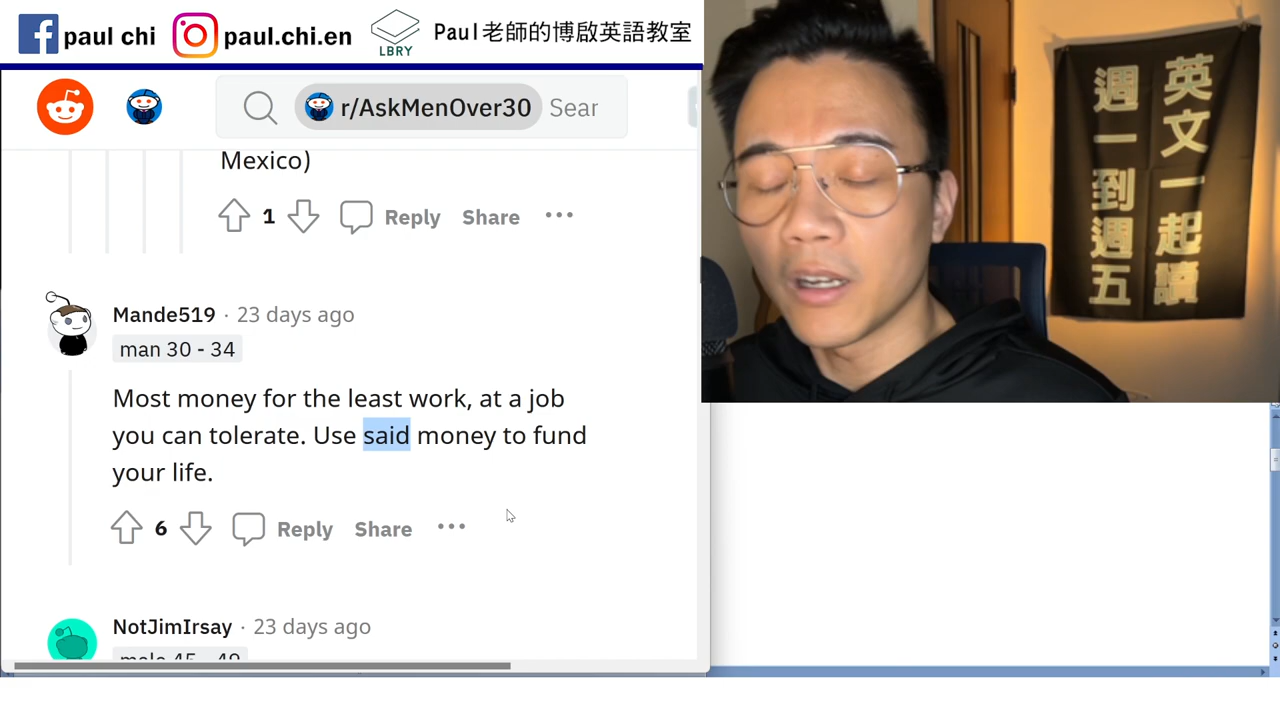 paul chi
paul.chi.en
LBRY
Paul老師的博啟英語教室
r/AskMenOver30 Sear
Mexico)
1 Reply Share
Mande519 · 23 days ago
man 30 - 34
Most money for the least work, at a job
you can tolerate. Use said money to fund
your life.
6 Reply Share
NotJimIrsay · 23 days ago
male 45 - 49
英文一起讀
週一到週五